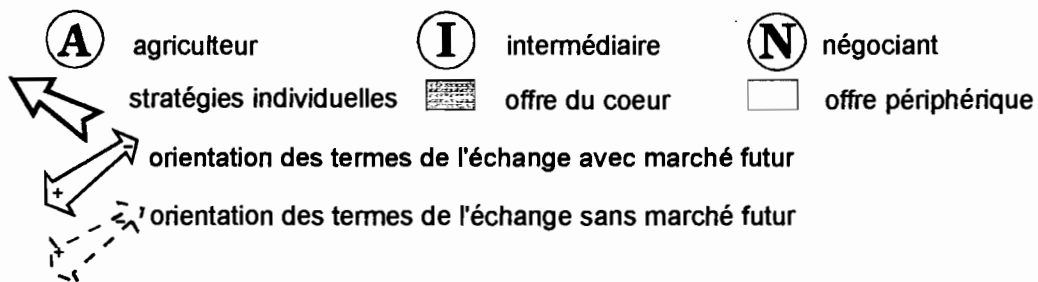 A agriculteur I intermédiaire N négociant
stratégies individuelles offre du coeur offre périphérique
- orientation des termes de l'échange avec marché futur
+
orientation des termes de l'échange sans marché futur
+